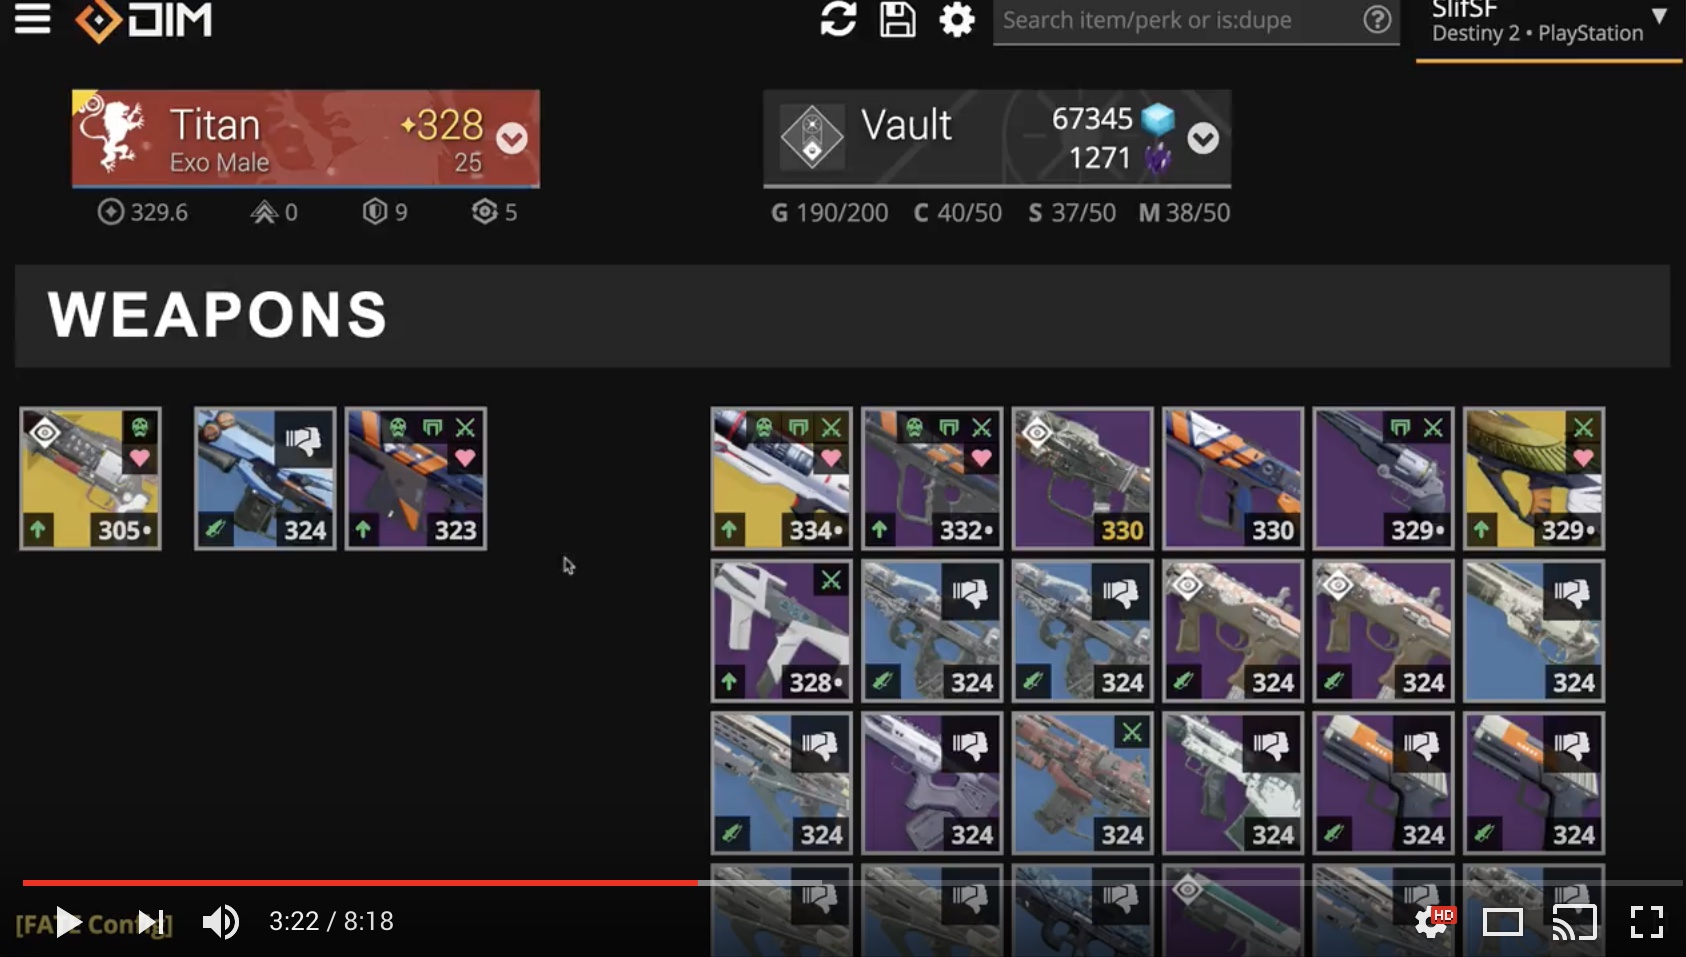 DIM
Search item/perk or is:dupe
?
SlifSF
Destiny 2 • PlayStation
Titan
328
Exo Male
25
329.6
0
9
5
Vault
67345
1271
G 190/200
C 40/50
S 37/50
M 38/50
WEAPONS
305
324
323
334
332
330
330
329
329
328
324
324
324
324
324
324
324
324
324
324
324
[FATE Config]
3:22 / 8:18
HD